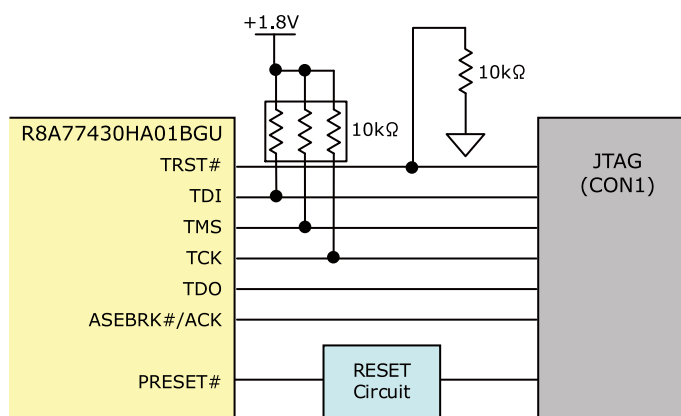 +1.8V
10kΩ
10kΩ
R8A77430HA01BGU
TRST#
TDI
TMS
TCK
TDO
ASEBRK#/ACK
PRESET#
RESET
Circuit
JTAG
(CON1)